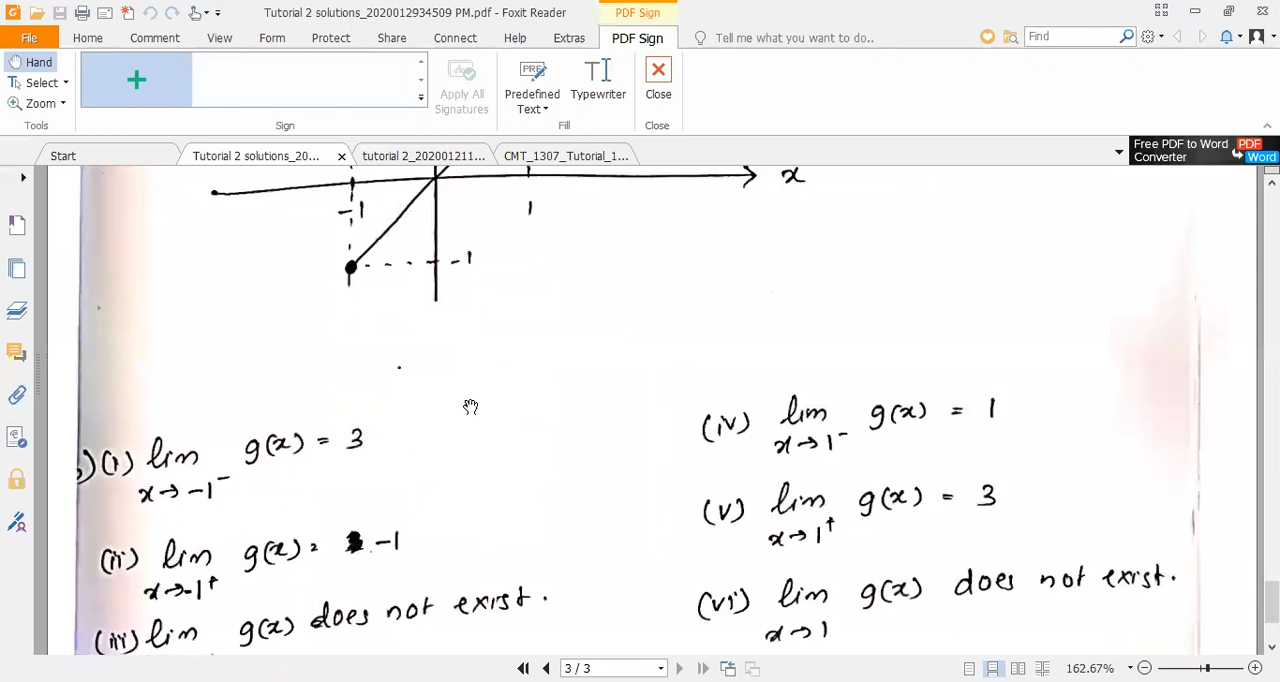 Tutorial 2 solutions_2020012934509 PM.pdf - Foxit Reader
PDF Sign
File
Home
Comment
View
Form
Protect
Share
Connect
Help
Extras
PDF Sign
Tell me what you want to do..
Find
Hand
Select
Zoom
Tools
Sign
Apply All
Signatures
PRE
Predefined
Text
Typewriter
Fill
Close
Close
Start
Tutorial 2 solutions_20...
tutorial 2_202001211...
CMT_1307_Tutorial_1...
Free PDF to Word
Converter
PDF
Word
x
-1
1
-1
(i) lim g(x) = 3
x→-1⁻
(ii) lim g(x) = -1
x→-1⁺
(iii) lim g(x) does not exist.
(iv) lim g(x) = 1
x→1⁻
(v) lim g(x) = 3
x→1⁺
(vi) lim g(x) does not exist.
x→1
3 / 3
162.67%